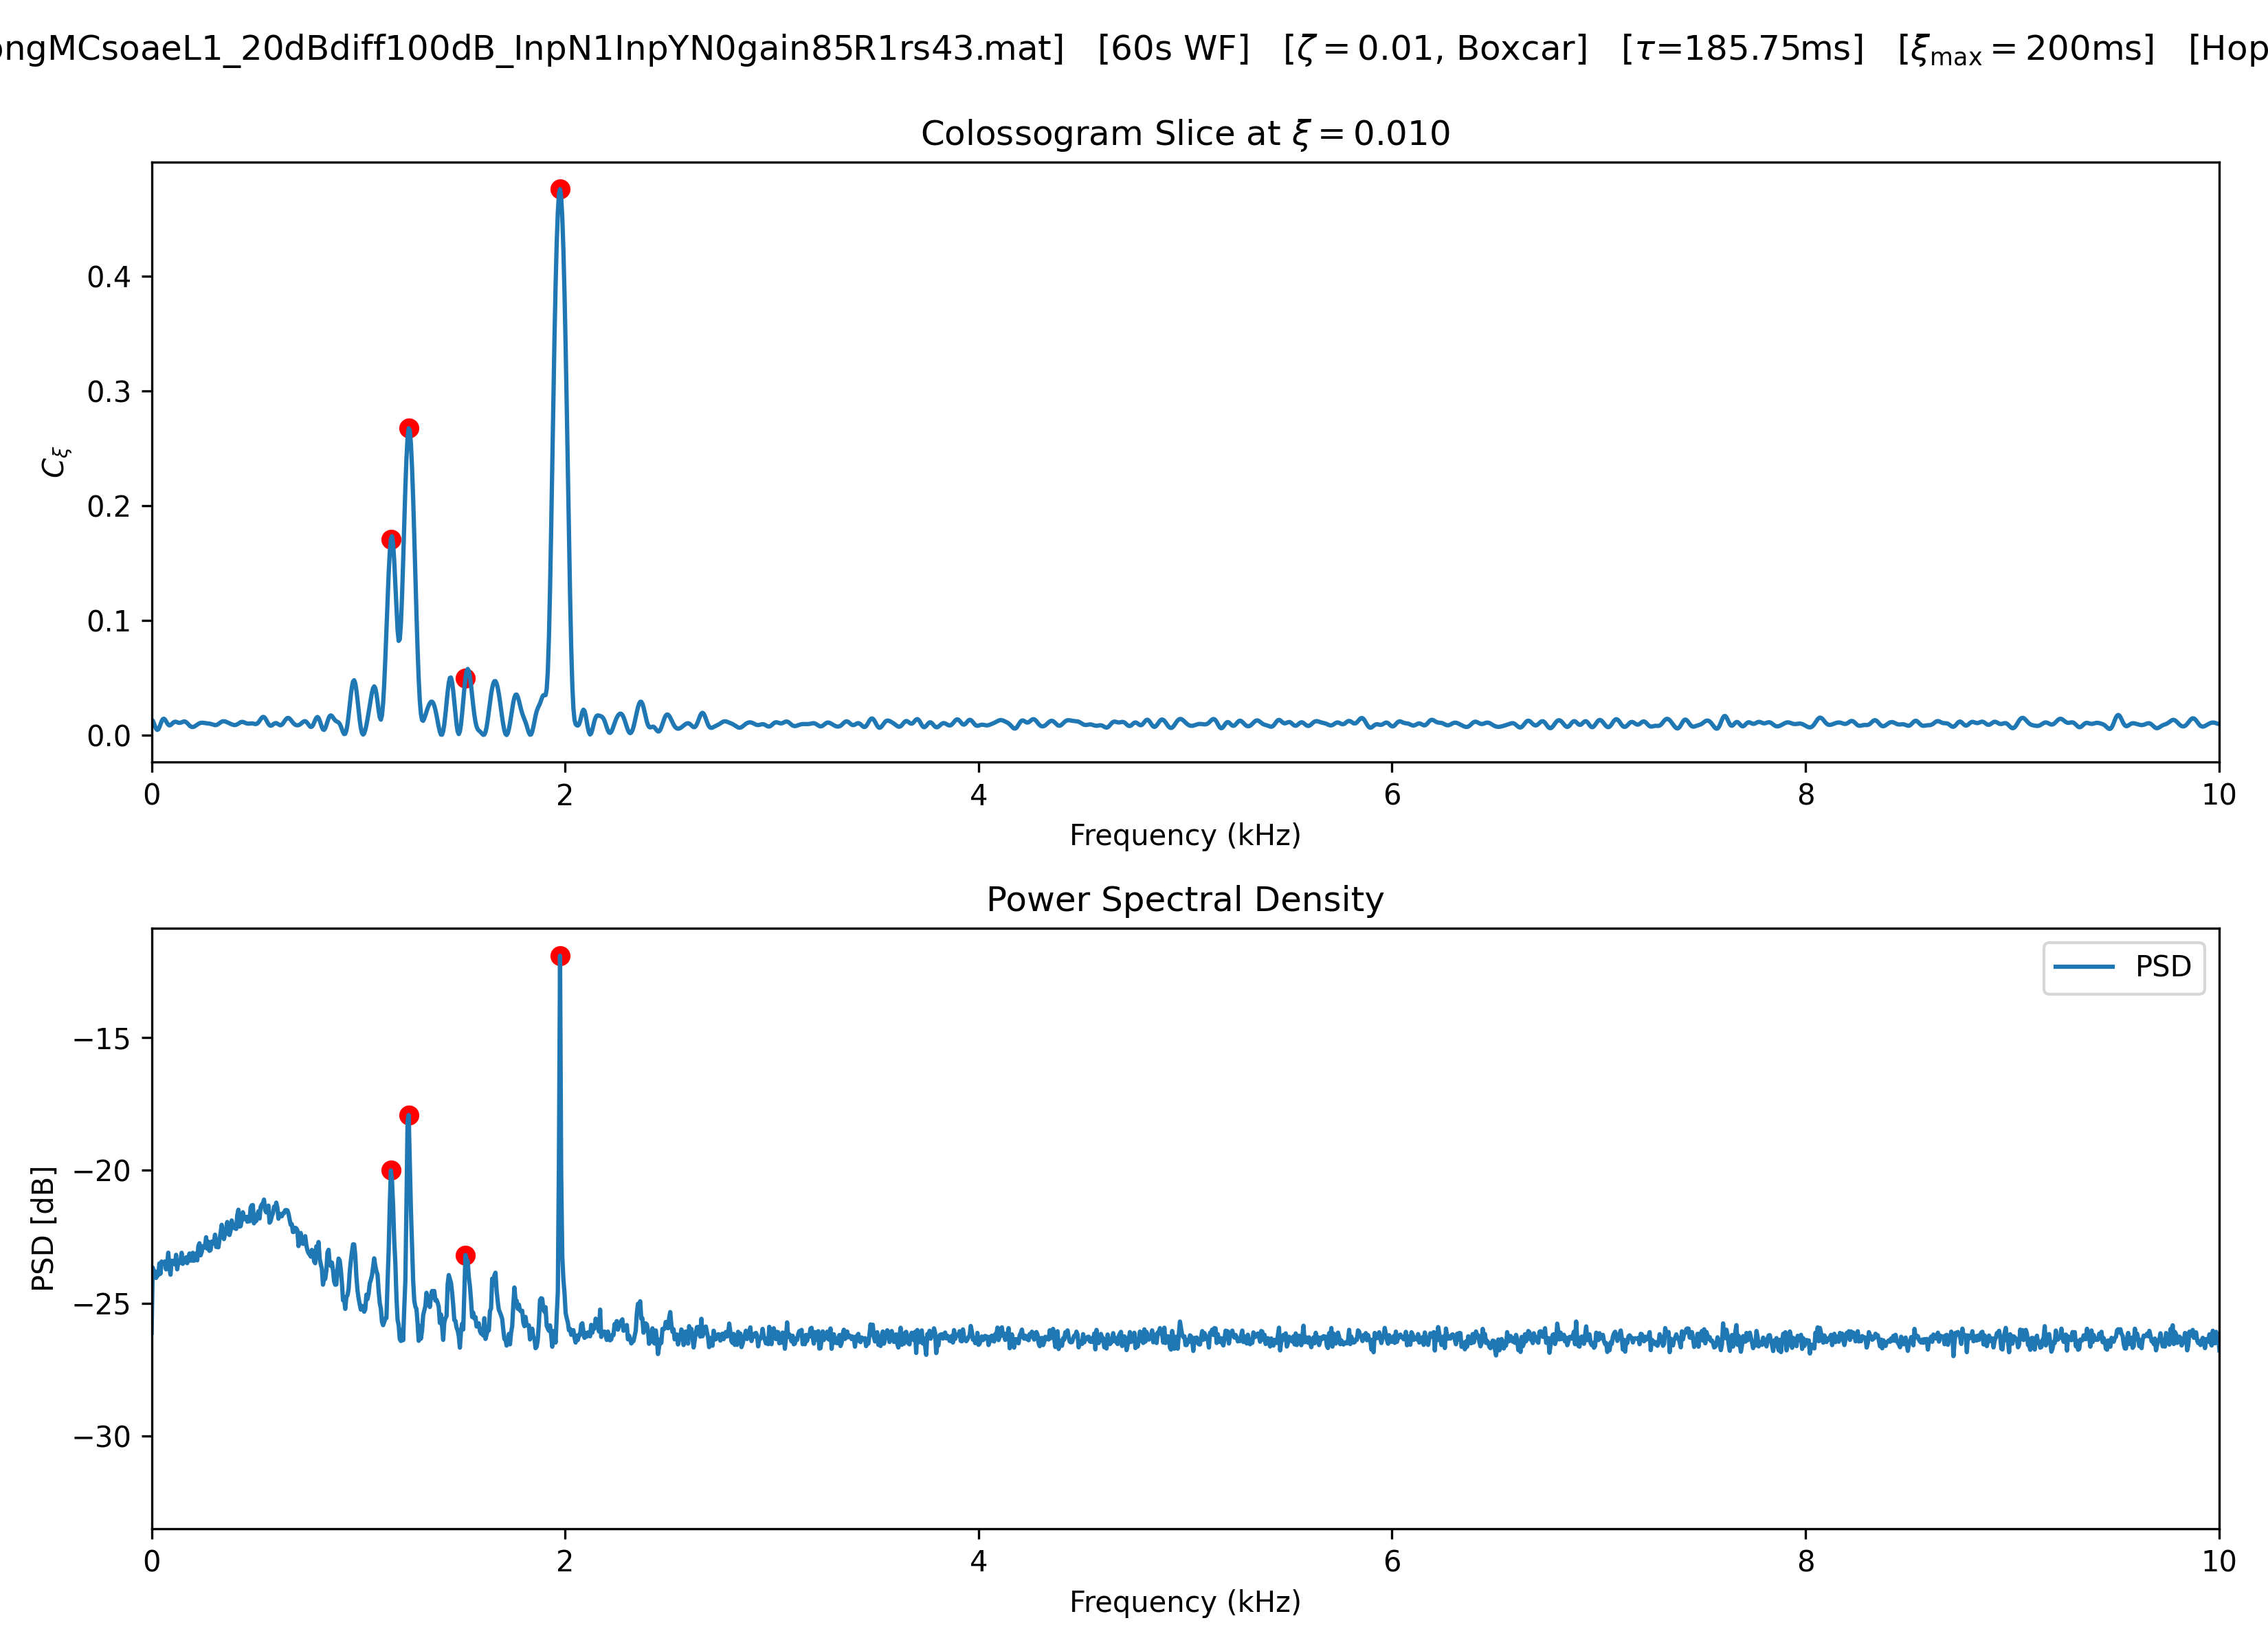 ngMCsoaeL1_20dBdiff100dB_InpN1InpYN0gain85R1rs43.mat] [60s WF] [ζ = 0.01, Boxcar] [τ=185.75ms] [ξmax = 200ms] [Hop
Colossogram Slice at ξ = 0.010
0.4
0.3
0.2
0.1
0.0
Cξ
0 2 4 6 8 10
Frequency (kHz)
Power Spectral Density
PSD
−15
−20
−25
−30
PSD [dB]
0 2 4 6 8 10
Frequency (kHz)